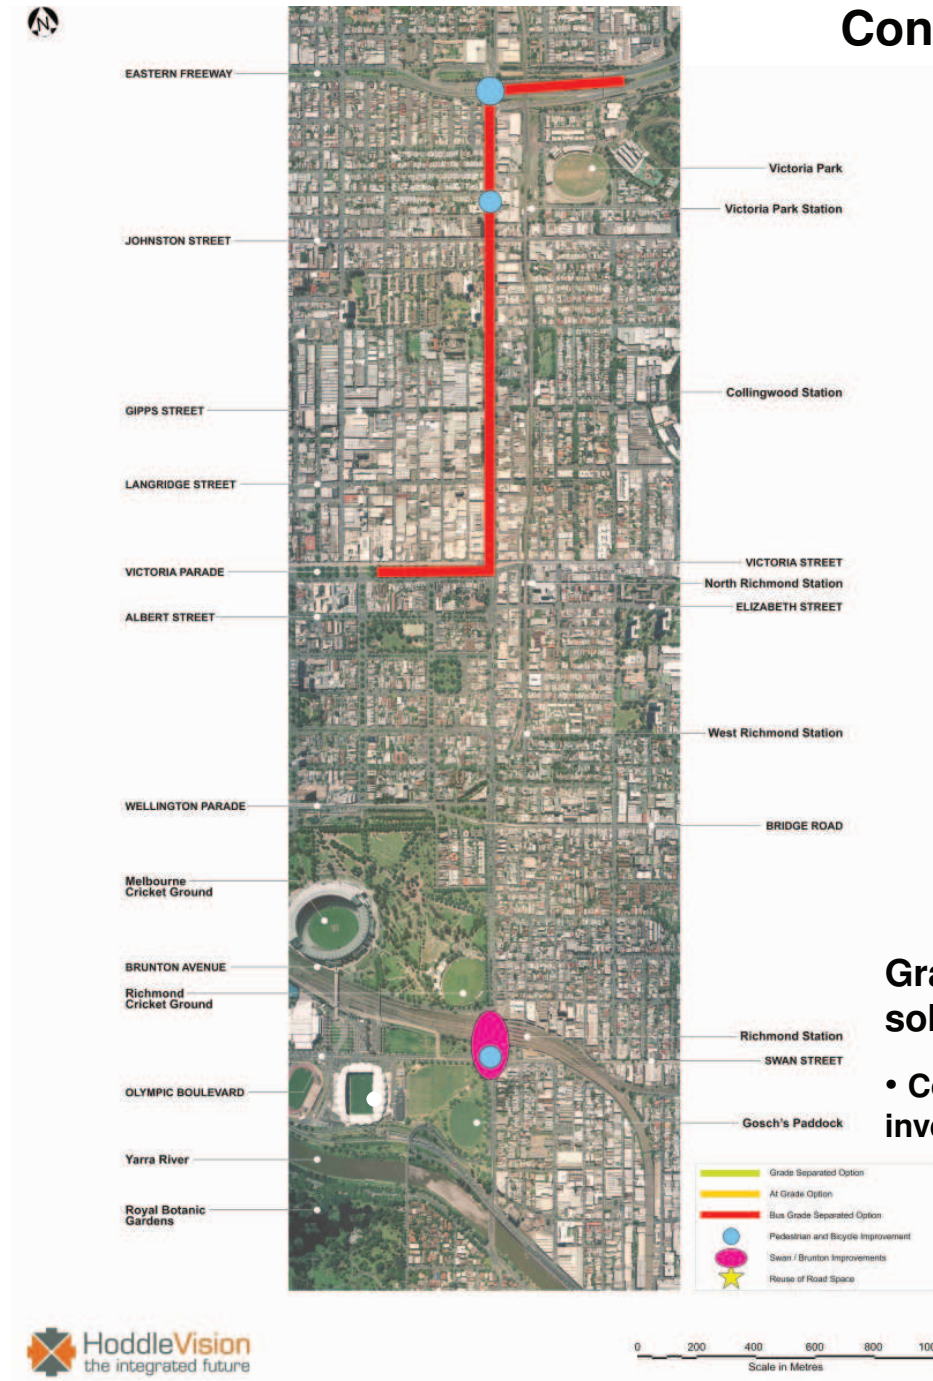 N
Con
EASTERN FREEWAY
Victoria Park
Victoria Park Station
JOHNSTON STREET
Collingwood Station
GIPPS STREET
LANGRIDGE STREET
VICTORIA STREET
VICTORIA PARADE
North Richmond Station
ELIZABETH STREET
ALBERT STREET
West Richmond Station
WELLINGTON PARADE
BRIDGE ROAD
Melbourne
Cricket Ground
BRUNTON AVENUE
Richmond
Cricket Ground
Gra
sol
Richmond Station
SWAN STREET
• Co
inve
OLYMPIC BOULEVARD
Gosch's Paddock
Yarra River
Royal Botanic
Gardens
Grade Separated Option
At Grade Option
Bus Grade Separated Option
Pedestrian and Bicycle Improvement
Swan / Brunton Improvements
Reuse of Road Space
HoddleVision
the integrated future
0 200 400 600 800 100
Scale in Metres